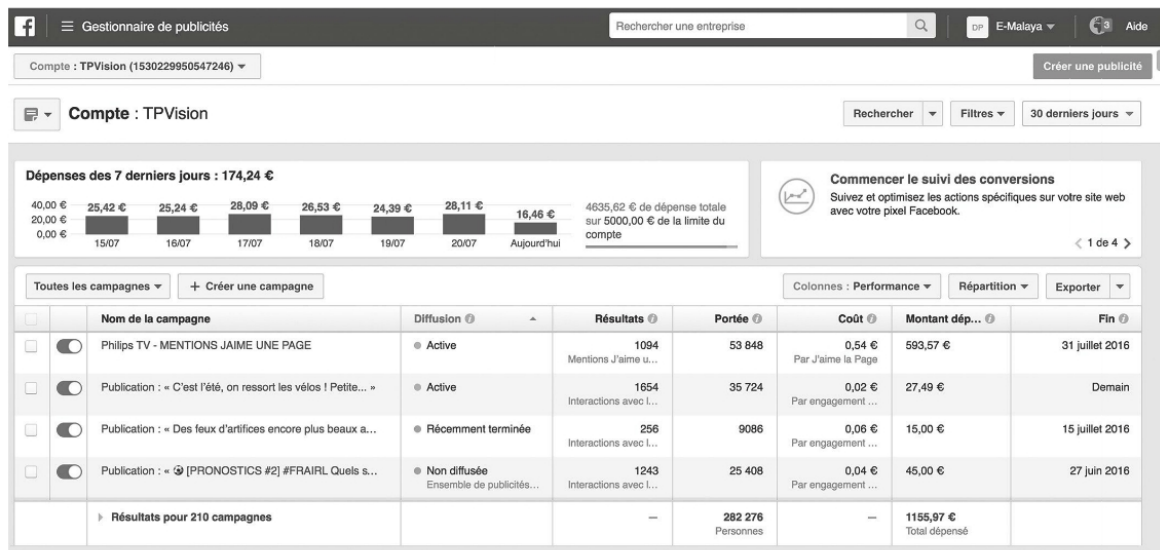 f Gestionnaire de publicités Rechercher une entreprise DP E-Malaya 3 Aide
Compte : TPVision (1530229950547246) Créer une publicité
Compte : TPVision Rechercher Filtres 30 derniers jours
Dépenses des 7 derniers jours : 174,24 €
40,00 €
20,00 €
0,00 €
25,42 € 25,24 € 28,09 € 26,53 € 24,39 € 28,11 € 16,46 €
15/07 16/07 17/07 18/07 19/07 20/07 Aujourd'hui
4635,62 € de dépense totale
sur 5000,00 € de la limite du
compte
Commencer le suivi des conversions
Suivez et optimisez les actions spécifiques sur votre site web
avec votre pixel Facebook.
< 1 de 4 >
Toutes les campagnes + Créer une campagne Colonnes : Performance Répartition Exporter
Nom de la campagne Diffusion Résultats Portée Coût Montant dép... Fin
Philips TV - MENTIONS JAIME UNE PAGE Active 1094 53 848 0,54 € 593,57 € 31 juillet 2016
Mentions J'aime u... Par J'aime la Page
Publication : « C'est l'été, on ressort les vélos ! Petite... » Active 1654 35 724 0,02 € 27,49 € Demain
Interactions avec l... Par engagement ...
Publication : « Des feux d'artifices encore plus beaux a... Récemment terminée 256 9086 0,06 € 15,00 € 15 juillet 2016
Interactions avec l... Par engagement ...
Publication : « ⚽ [PRONOSTICS #2] #FRAIRL Quels s... Non diffusée 1243 25 408 0,04 € 45,00 € 27 juin 2016
Ensemble de publicités... Interactions avec l... Par engagement ...
Résultats pour 210 campagnes — 282 276 — 1155,97 €
Personnes Total dépensé